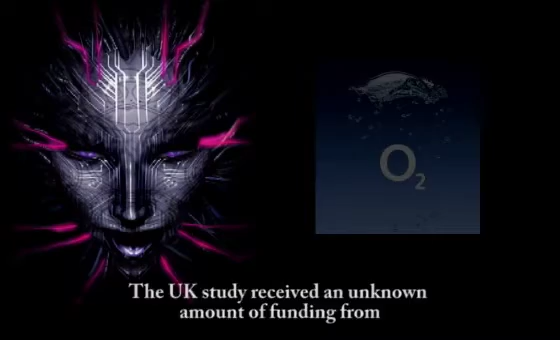 O2
The UK study received an unknown
amount of funding from